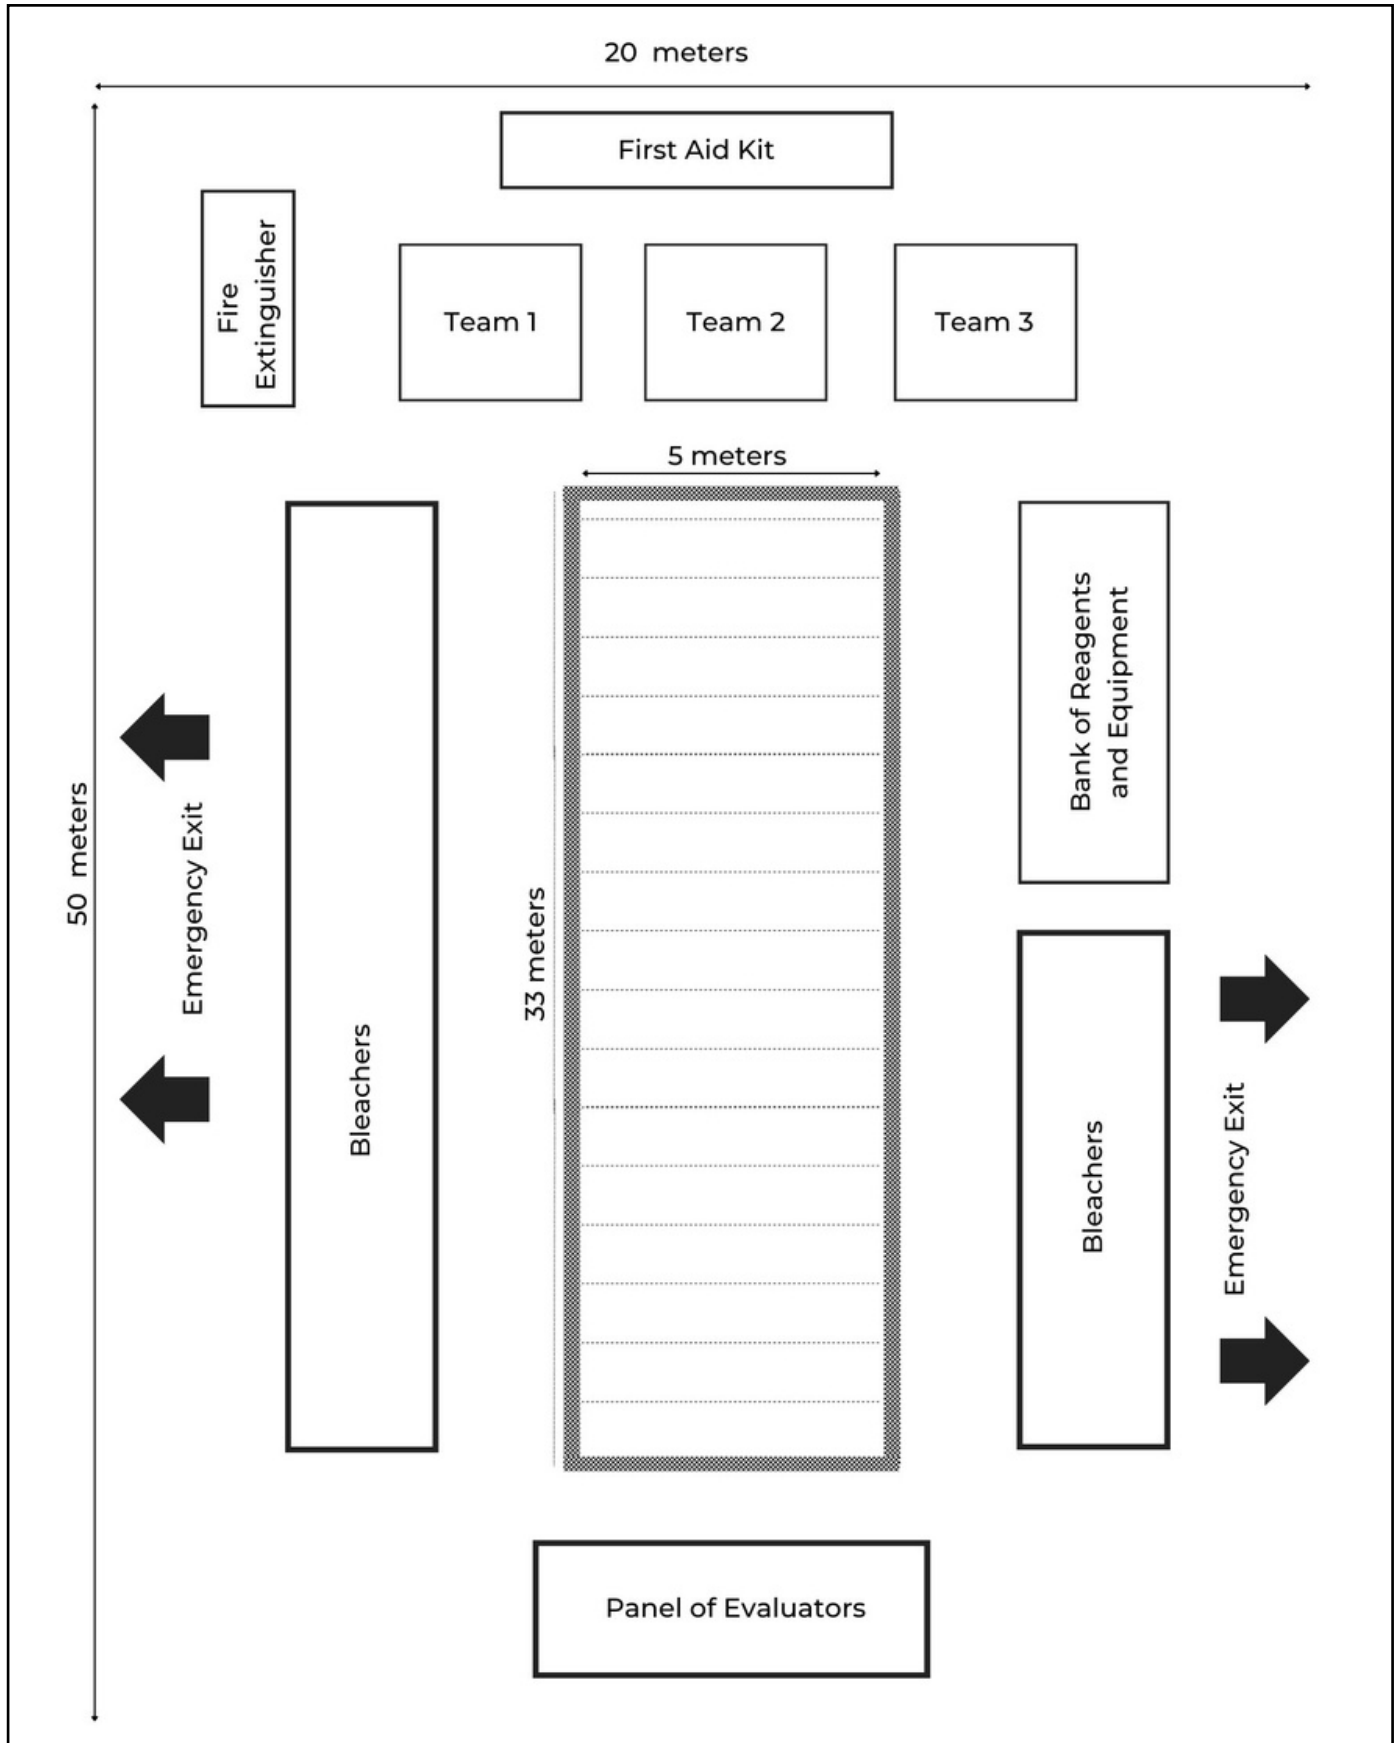 20 meters
First Aid Kit
Fire
Extinguisher
Team 1
Team 2
Team 3
5 meters
50 meters
Emergency Exit
Bleachers
33 meters
Bank of Reagents
and Equipment
Bleachers
Emergency Exit
Panel of Evaluators